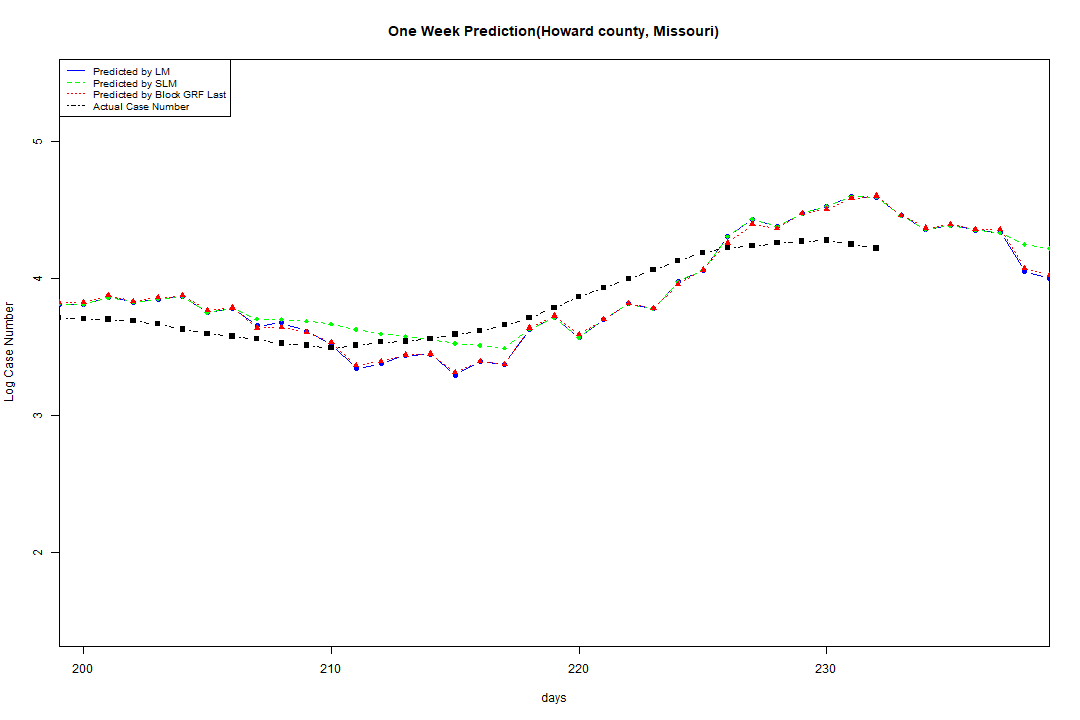 One Week Prediction(Howard county, Missouri)
Predicted by LM
Predicted by SLM
Predicted by Block GRF Last
Actual Case Number
5
4
3
2
Log Case Number
200 210 220 230
days